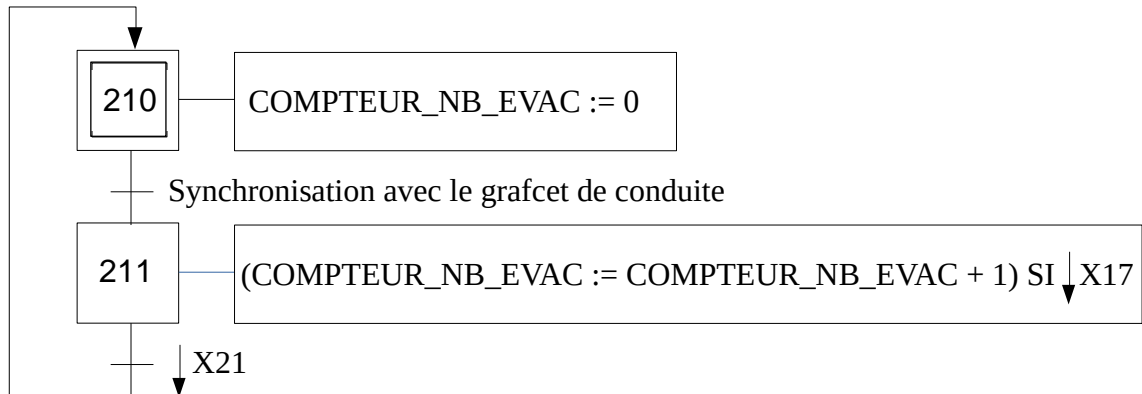 210
COMPTEUR_NB_EVAC := 0
Synchronisation avec le grafcet de conduite
211
(COMPTEUR_NB_EVAC := COMPTEUR_NB_EVAC + 1) SI ↓ X17
↓ X21